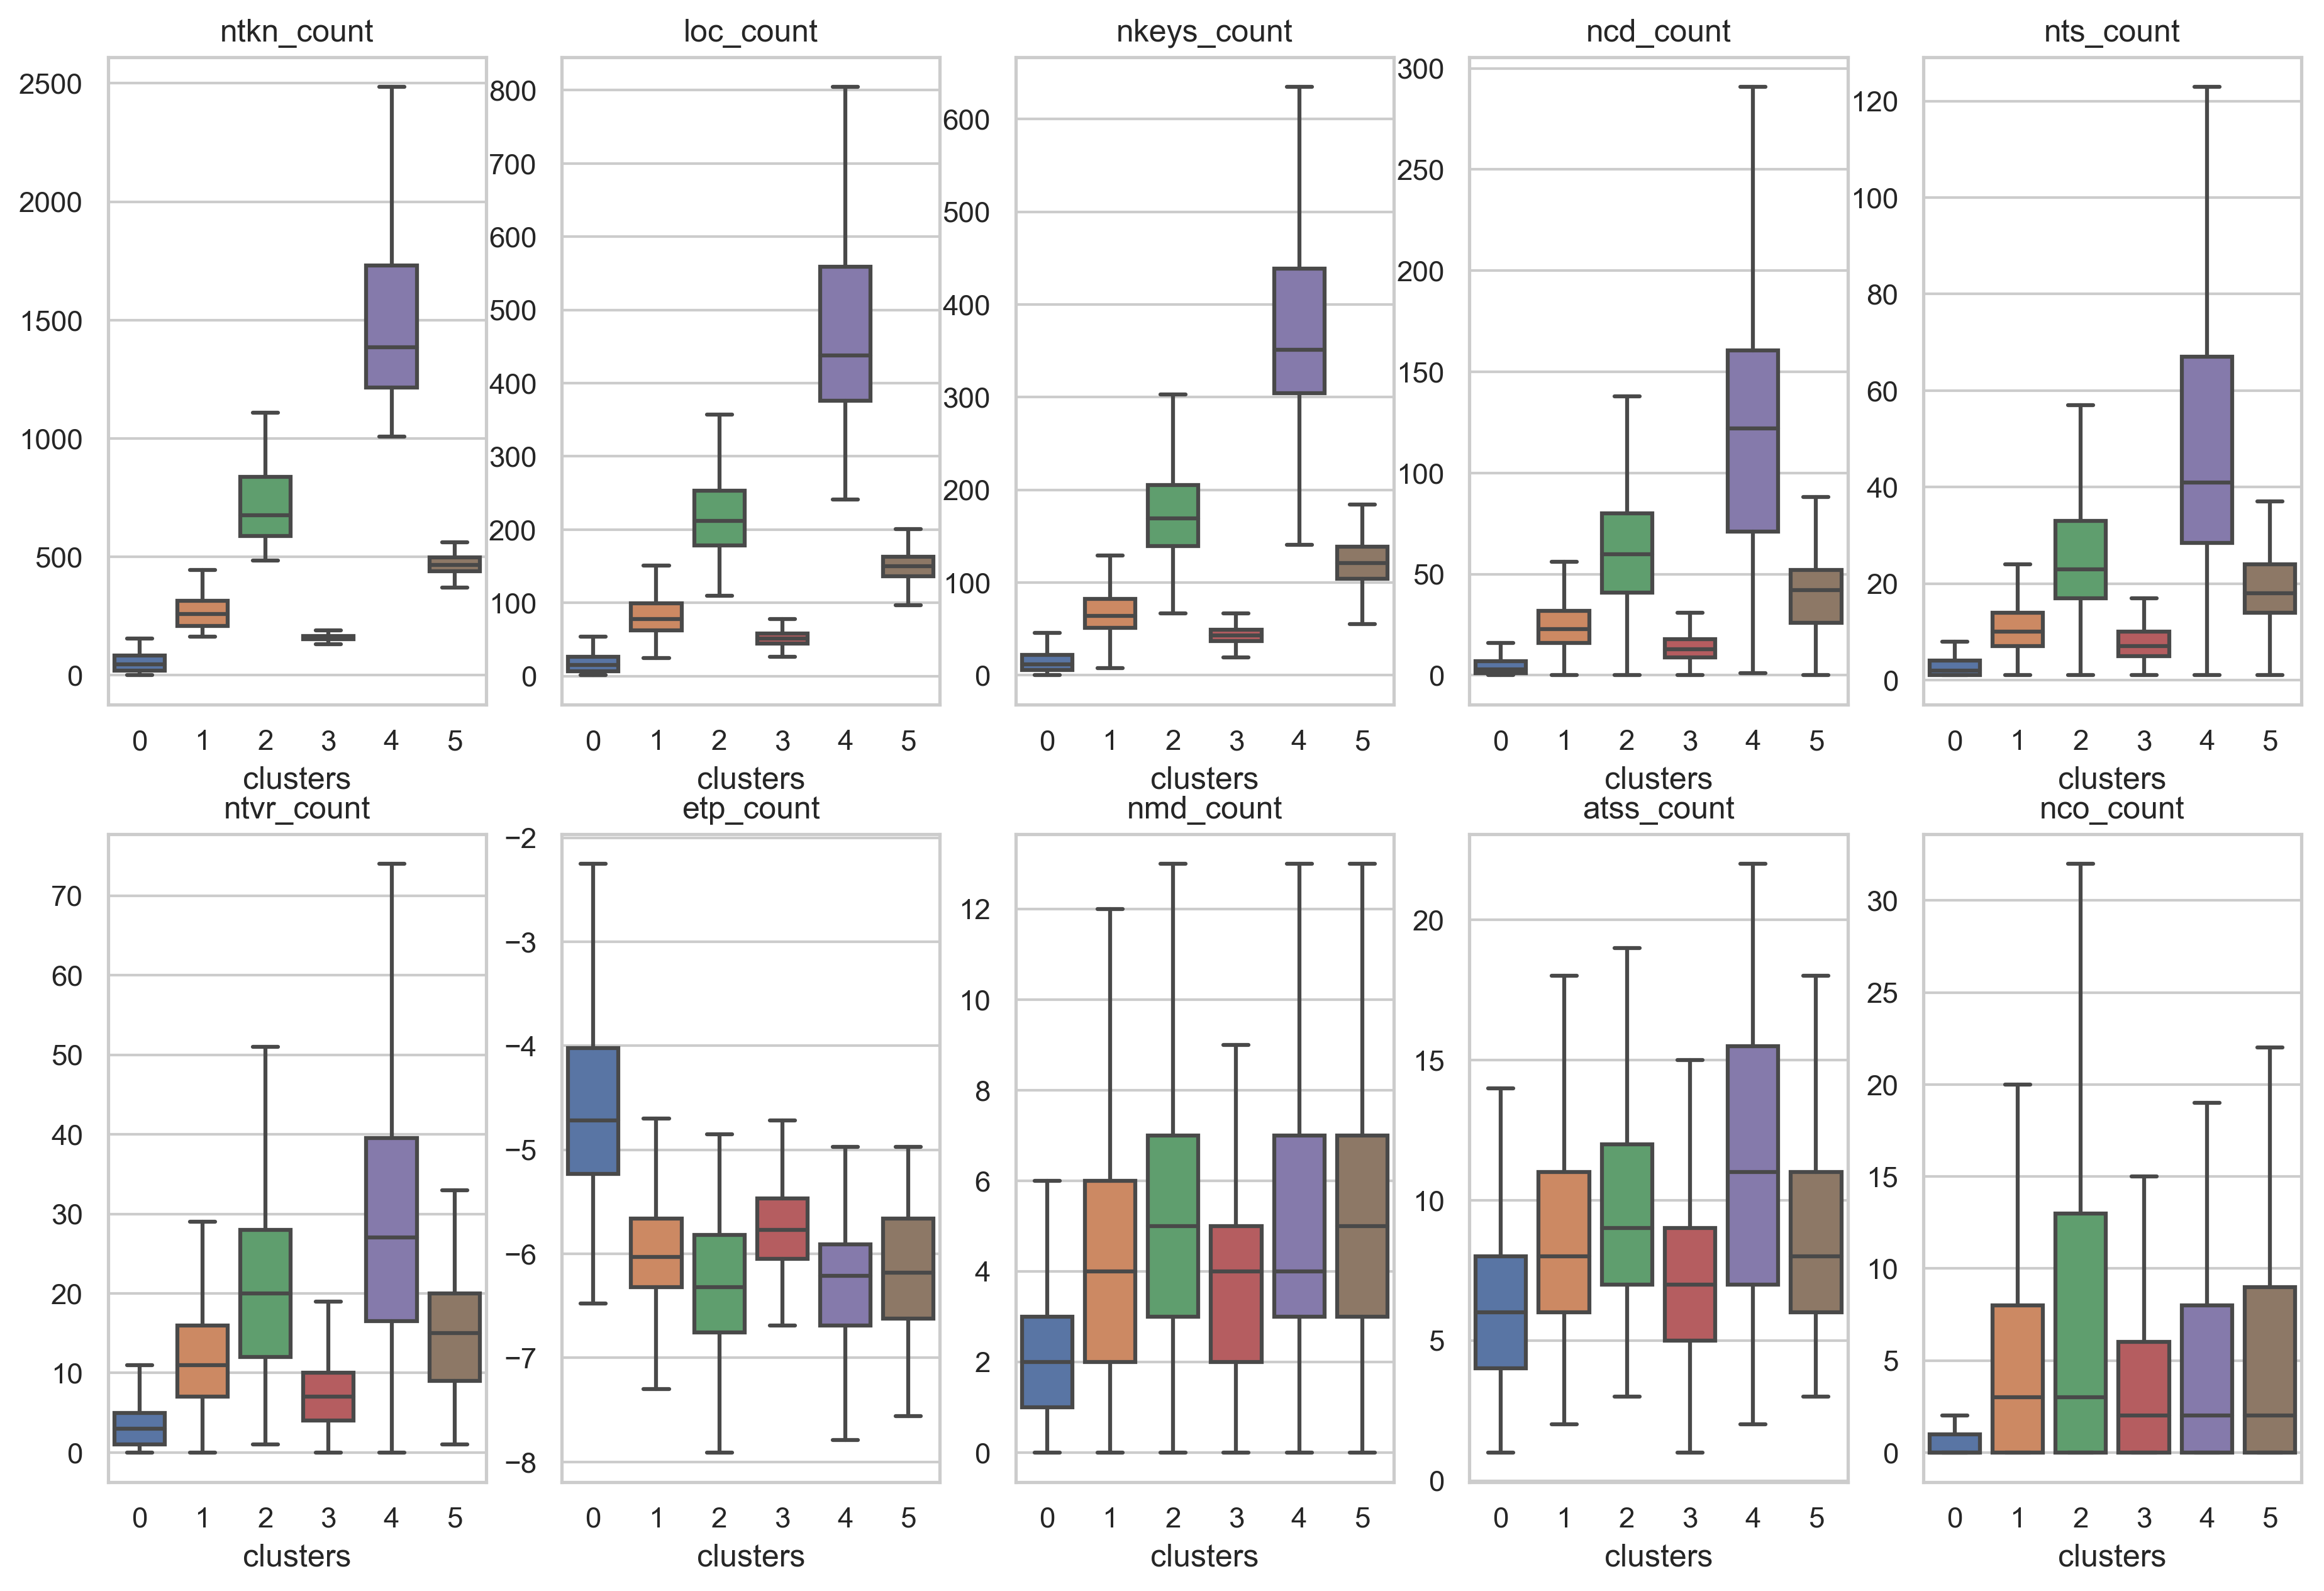 ntkn_count
2500
2000
1500
1000
500
0
0 1 2 3 4 5
clusters
loc_count
800
700
600
500
400
300
200
100
0
0 1 2 3 4 5
clusters
nkeys_count
600
500
400
300
200
100
0
0 1 2 3 4 5
clusters
ncd_count
300
250
200
150
100
50
0
0 1 2 3 4 5
clusters
nts_count
120
100
80
60
40
20
0
0 1 2 3 4 5
clusters
ntvr_count
70
60
50
40
30
20
10
0
0 1 2 3 4 5
clusters
etp_count
−2
−3
−4
−5
−6
−7
−8
0 1 2 3 4 5
clusters
nmd_count
12
10
8
6
4
2
0
0 1 2 3 4 5
clusters
atss_count
20
15
10
5
0
0 1 2 3 4 5
clusters
nco_count
30
25
20
15
10
5
0
0 1 2 3 4 5
clusters